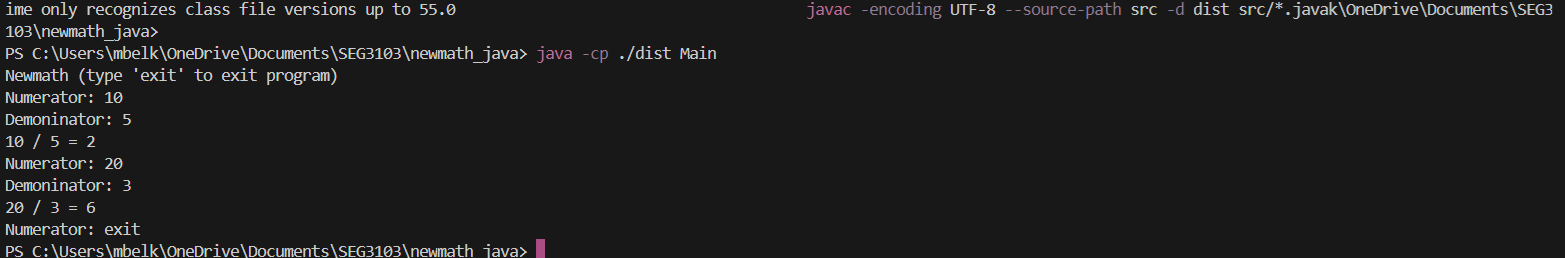 ime only recognizes class file versions up to 55.0 javac -encoding UTF-8 --source-path src -d dist src/*.javak\OneDrive\Documents\SEG3
103\newmath_java>
PS C:\Users\mbelk\OneDrive\Documents\SEG3103\newmath_java> java -cp ./dist Main
Newmath (type 'exit' to exit program)
Numerator: 10
Demoninator: 5
10 / 5 = 2
Numerator: 20
Demoninator: 3
20 / 3 = 6
Numerator: exit
PS C:\Users\mbelk\OneDrive\Documents\SEG3103\newmath_java>